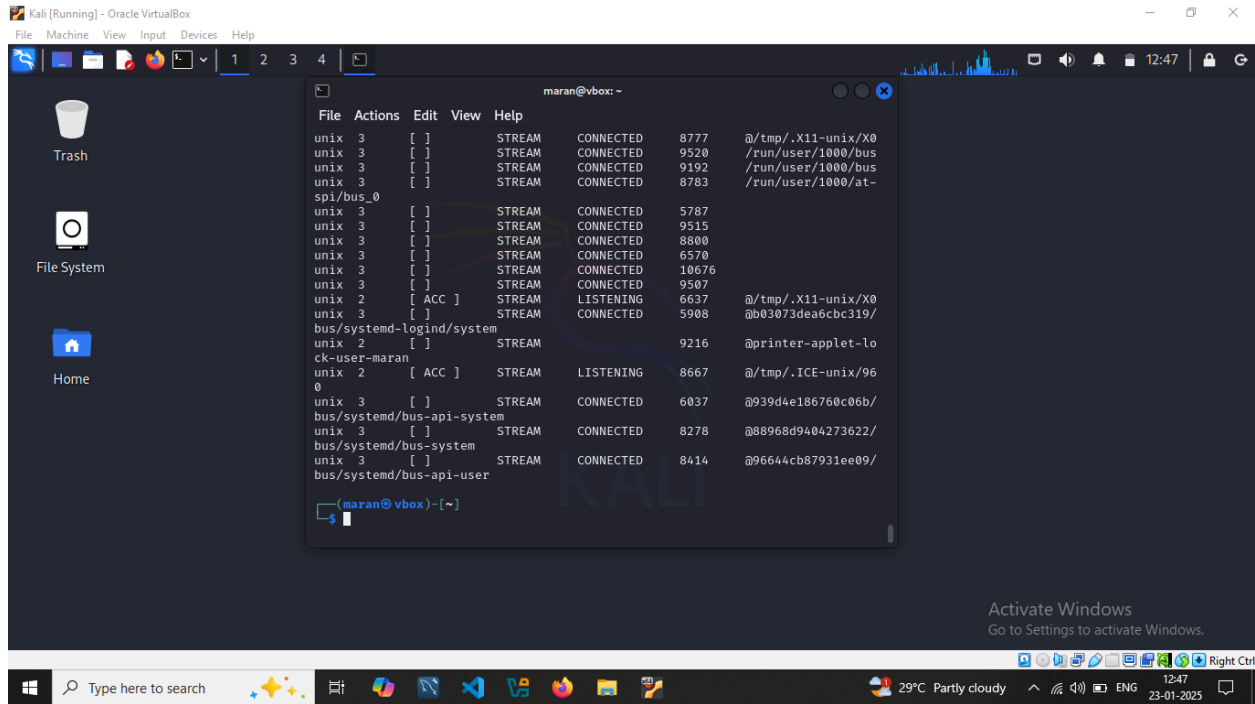 Kali [Running] - Oracle VirtualBox
File Machine View Input Devices Help
1 2 3 4
12:47
Trash
File System
Home
maran@vbox: ~
File Actions Edit View Help
unix 3 [ ] STREAM CONNECTED 8777 @/tmp/.X11-unix/X0
unix 3 [ ] STREAM CONNECTED 9520 /run/user/1000/bus
unix 3 [ ] STREAM CONNECTED 9192 /run/user/1000/bus
unix 3 [ ] STREAM CONNECTED 8783 /run/user/1000/at-
spi/bus_0
unix 3 [ ] STREAM CONNECTED 5787
unix 3 [ ] STREAM CONNECTED 9515
unix 3 [ ] STREAM CONNECTED 8800
unix 3 [ ] STREAM CONNECTED 6570
unix 3 [ ] STREAM CONNECTED 10676
unix 3 [ ] STREAM CONNECTED 9507
unix 2 [ ACC ] STREAM LISTENING 6637 @/tmp/.X11-unix/X0
unix 3 [ ] STREAM CONNECTED 5908 @b03073dea6cbc319/
bus/systemd-logind/system
unix 2 [ ] STREAM 9216 @printer-applet-lo
ck-user-maran
unix 2 [ ACC ] STREAM LISTENING 8667 @/tmp/.ICE-unix/96
0
unix 3 [ ] STREAM CONNECTED 6037 @939d4e186760c06b/
bus/systemd/bus-api-system
unix 3 [ ] STREAM CONNECTED 8278 @88968d9404273622/
bus/systemd/bus-system
unix 3 [ ] STREAM CONNECTED 8414 @96644cb87931ee09/
bus/systemd/bus-api-user
KALI
┌──(maran㉿vbox)-[~]
└─$
Activate Windows
Go to Settings to activate Windows.
Right Ctrl
Type here to search
29°C Partly cloudy
ENG
12:47
23-01-2025